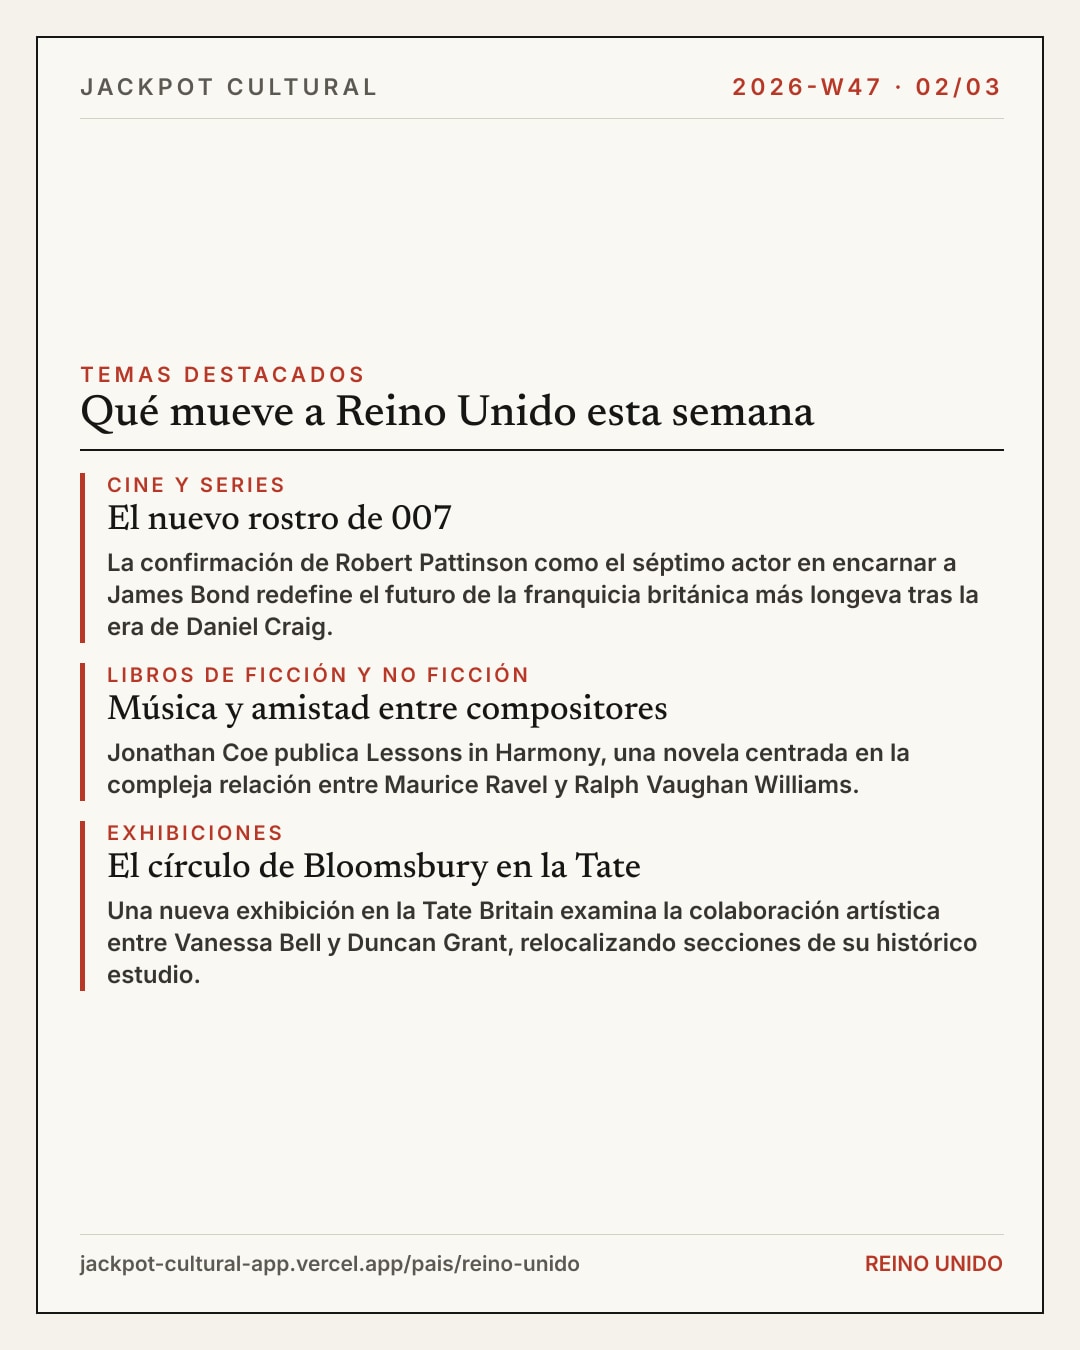 JACKPOT CULTURAL
2026-W47 · 02/03
TEMAS DESTACADOS
Qué mueve a Reino Unido esta semana
CINE Y SERIES
El nuevo rostro de 007
La confirmación de Robert Pattinson como el séptimo actor en encarnar a
James Bond redefine el futuro de la franquicia británica más longeva tras la
era de Daniel Craig.
LIBROS DE FICCIÓN Y NO FICCIÓN
Música y amistad entre compositores
Jonathan Coe publica Lessons in Harmony, una novela centrada en la
compleja relación entre Maurice Ravel y Ralph Vaughan Williams.
EXHIBICIONES
El círculo de Bloomsbury en la Tate
Una nueva exhibición en la Tate Britain examina la colaboración artística
entre Vanessa Bell y Duncan Grant, relocalizando secciones de su histórico
estudio.
jackpot-cultural-app.vercel.app/pais/reino-unido
REINO UNIDO